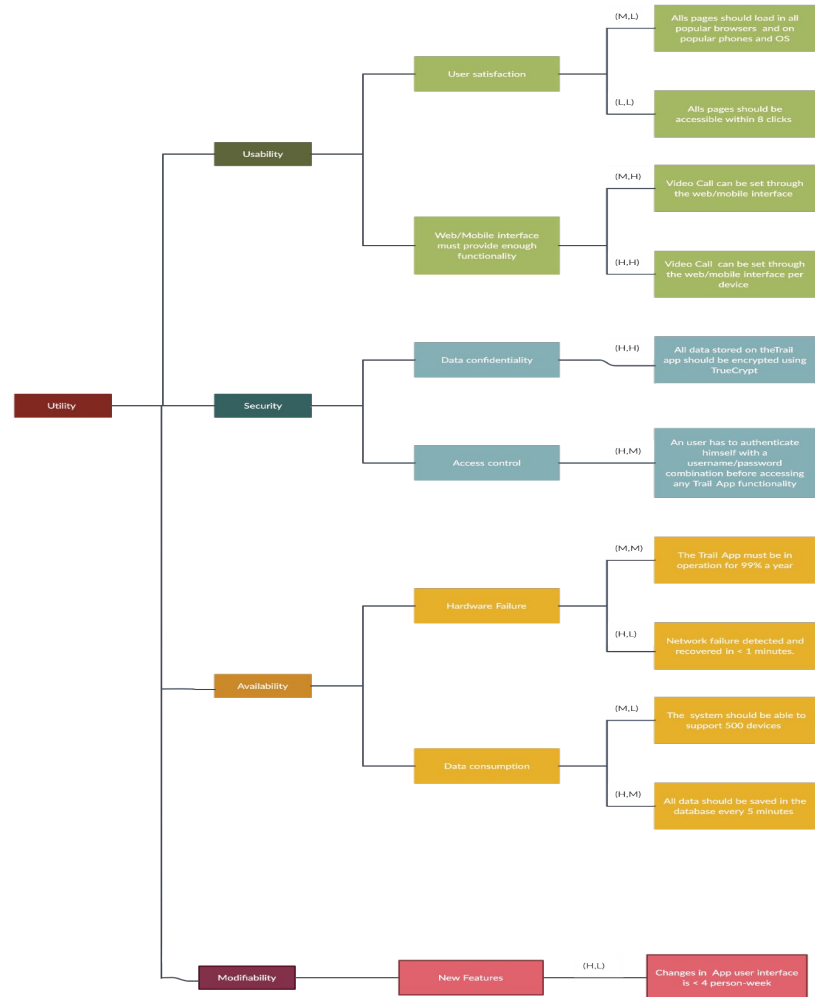 Utility
Usability
User satisfaction
(M,L)
Alls pages should load in all
popular browsers and on
popular phones and OS
(L,L)
Alls pages should be
accessible within 8 clicks
Web/Mobile interface
must provide enough
functionality
(M,H)
Video Call can be set through
the web/mobile interface
(H,H)
Video Call can be set through
the web/mobile interface per
device
Security
Data confidentiality
(H,H)
All data stored on theTrail
app should be encrypted using
TrueCrypt
Access control
(H,M)
An user has to authenticate
himself with a
username/password
combination before accessing
any Trail App functionality
Availability
Hardware Failure
(M,M)
The Trail App must be in
operation for 99% a year
(H,L)
Network failure detected and
recovered in < 1 minutes.
Data consumption
(M,L)
The system should be able to
support 500 devices
(H,M)
All data should be saved in the
database every 5 minutes
Modifiability
New Features
(H,L)
Changes in App user interface
is < 4 person-week